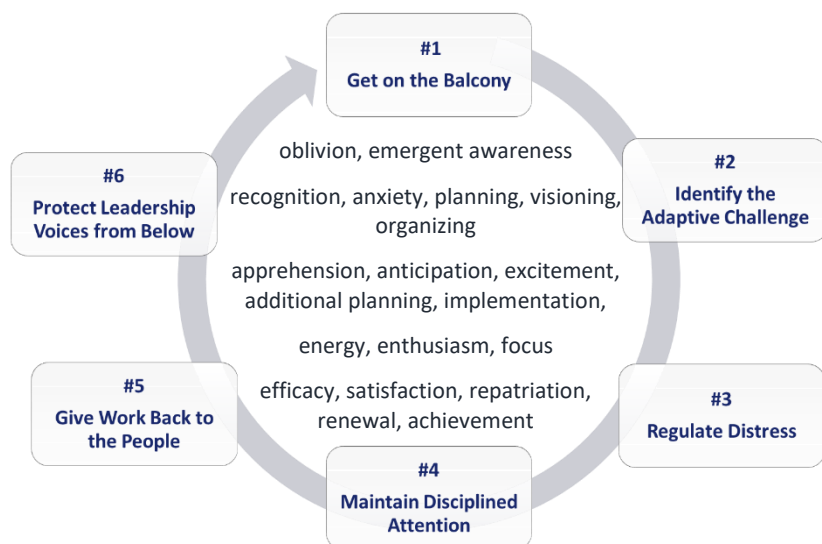 #1
Get on the Balcony
oblivion, emergent awareness
#2
Identify the
Adaptive Challenge
#6
Protect Leadership
Voices from Below
recognition, anxiety, planning, visioning,
organizing
apprehension, anticipation, excitement,
additional planning, implementation,
energy, enthusiasm, focus
#3
Regulate Distress
#5
Give Work Back to
the People
efficacy, satisfaction, repatriation,
renewal, achievement
#4
Maintain Disciplined
Attention